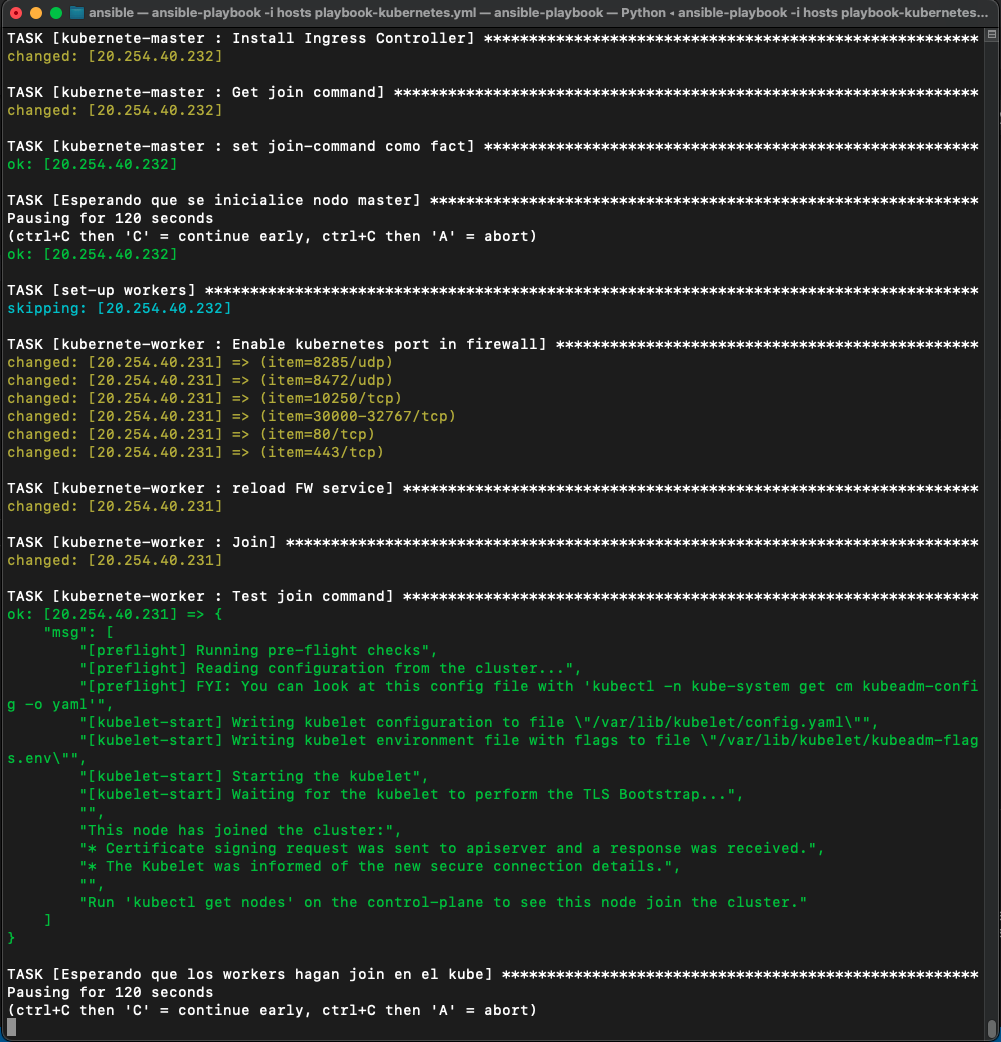 ansible — ansible-playbook -i hosts playbook-kubernetes.yml — ansible-playbook — Python ◂ ansible-playbook -i hosts playbook-kubernetes...
TASK [kubernete-master : Install Ingress Controller] *******************************************************
changed: [20.254.40.232]
TASK [kubernete-master : Get join command] *****************************************************************
changed: [20.254.40.232]
TASK [kubernete-master : set join-command como fact] *******************************************************
ok: [20.254.40.232]
TASK [Esperando que se inicialice nodo master] *************************************************************
Pausing for 120 seconds
(ctrl+C then 'C' = continue early, ctrl+C then 'A' = abort)
ok: [20.254.40.232]
TASK [set-up workers] **************************************************************************************
skipping: [20.254.40.232]
TASK [kubernete-worker : Enable kubernetes port in firewall] ***********************************************
changed: [20.254.40.231] => (item=8285/udp)
changed: [20.254.40.231] => (item=8472/udp)
changed: [20.254.40.231] => (item=10250/tcp)
changed: [20.254.40.231] => (item=30000-32767/tcp)
changed: [20.254.40.231] => (item=80/tcp)
changed: [20.254.40.231] => (item=443/tcp)
TASK [kubernete-worker : reload FW service] ****************************************************************
changed: [20.254.40.231]
TASK [kubernete-worker : Join] *****************************************************************************
changed: [20.254.40.231]
TASK [kubernete-worker : Test join command] ****************************************************************
ok: [20.254.40.231] => {
    "msg": [
        "[preflight] Running pre-flight checks",
        "[preflight] Reading configuration from the cluster...",
        "[preflight] FYI: You can look at this config file with 'kubectl -n kube-system get cm kubeadm-confi
g -o yaml'",
        "[kubelet-start] Writing kubelet configuration to file \"/var/lib/kubelet/config.yaml\"",
        "[kubelet-start] Writing kubelet environment file with flags to file \"/var/lib/kubelet/kubeadm-flag
s.env\"",
        "[kubelet-start] Starting the kubelet",
        "[kubelet-start] Waiting for the kubelet to perform the TLS Bootstrap...",
        "",
        "This node has joined the cluster:",
        "* Certificate signing request was sent to apiserver and a response was received.",
        "* The Kubelet was informed of the new secure connection details.",
        "",
        "Run 'kubectl get nodes' on the control-plane to see this node join the cluster."
    ]
}
TASK [Esperando que los workers hagan join en el kube] *****************************************************
Pausing for 120 seconds
(ctrl+C then 'C' = continue early, ctrl+C then 'A' = abort)